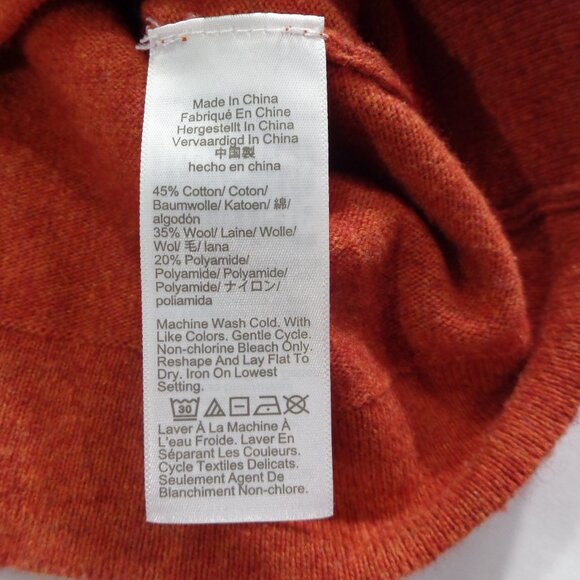 Made In China
Fabriqué En Chine
Hergestellt In China
Vervaardigd In China
中国製
hecho en china
45% Cotton/ Coton/
Baumwolle/ Katoen/ 綿/
algodón
35% Wool/ Laine/ Wolle/
Wol/ 毛/ lana
20% Polyamide/
Polyamide/ Polyamide/
Polyamide/ ナイロン/
poliamida
Machine Wash Cold. With
Like Colors. Gentle Cycle.
Non-chlorine Bleach Only.
Reshape And Lay Flat To
Dry. Iron On Lowest
Setting.
30
Laver À La Machine À
L'eau Froide. Laver En
Séparant Les Couleurs.
Cycle Textiles Delicats.
Seulement Agent De
Blanchiment Non-chlore.